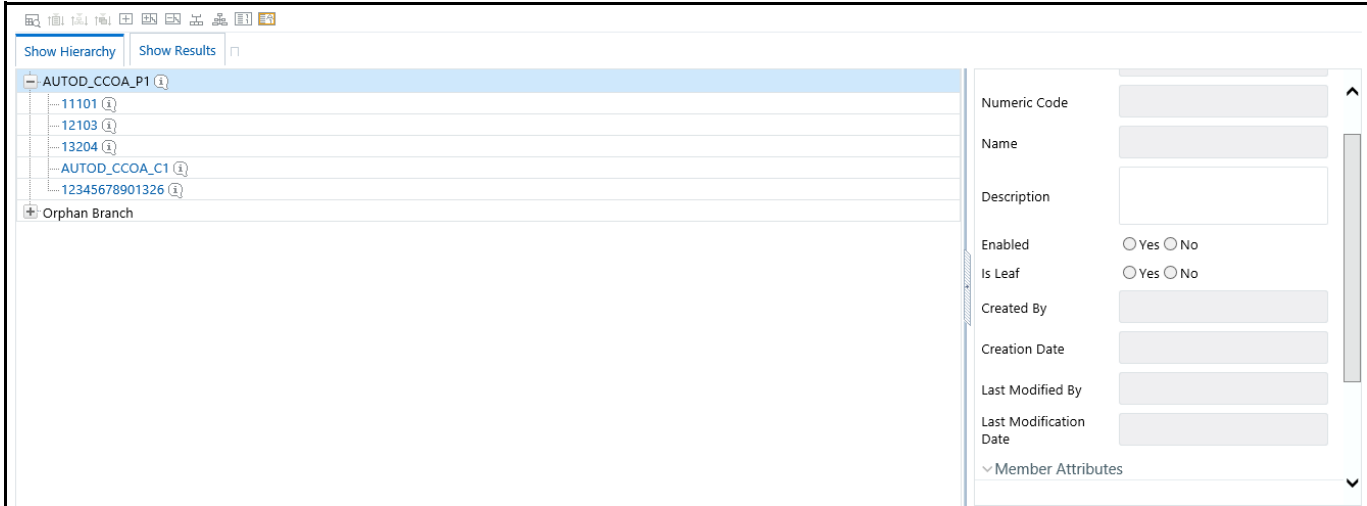 Show Hierarchy Show Results
AUTOD_CCOA_P1
11101
12103
13204
AUTOD_CCOA_C1
12345678901326
Orphan Branch
Numeric Code
Name
Description
Enabled Yes No
Is Leaf Yes No
Created By
Creation Date
Last Modified By
Last Modification
Date
Member Attributes